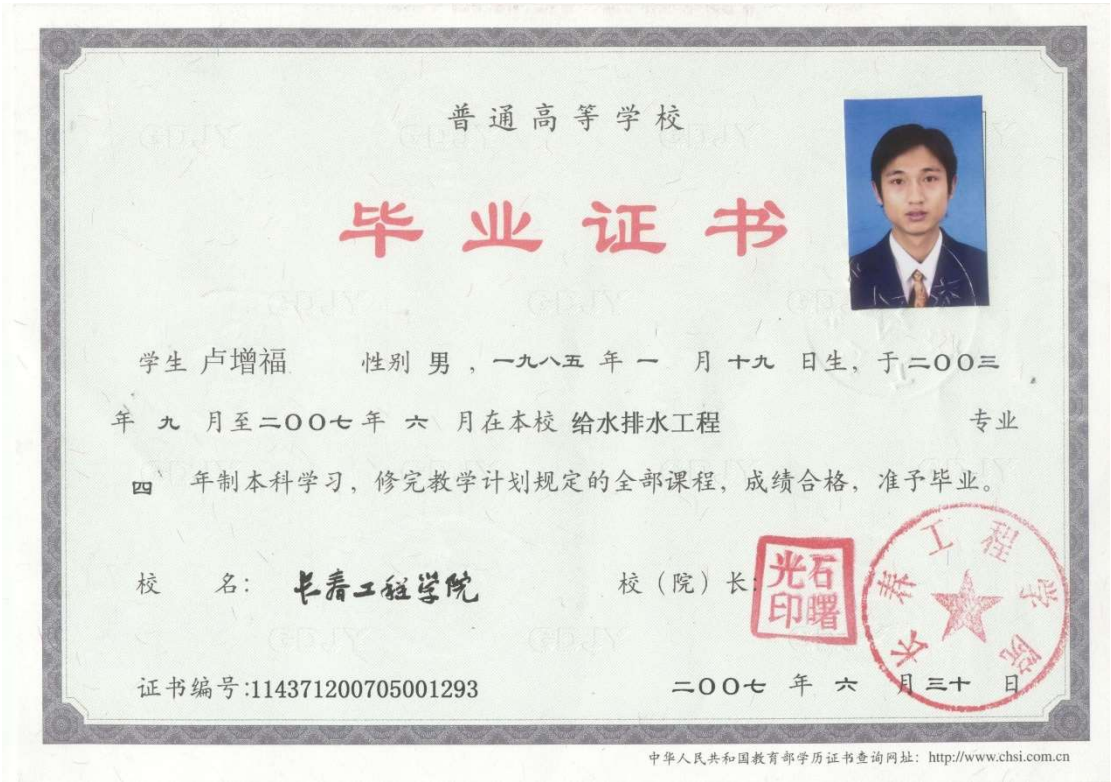 普通高等学校
毕业证书
学生 卢增福 性别 男 ，一九八五 年 一 月 十九 日生，于二〇〇三
年 九 月至二〇〇七年 六 月在本校 给水排水工程 专业
四 年制本科学习，修完教学计划规定的全部课程，成绩合格，准予毕业。
校 名： 长春工程学院 校（院）长：
石曙光印
长春工程学院
证书编号:114371200705001293 二〇〇七 年 六 月三十 日
中华人民共和国教育部学历证书查询网址：http://www.chsi.com.cn